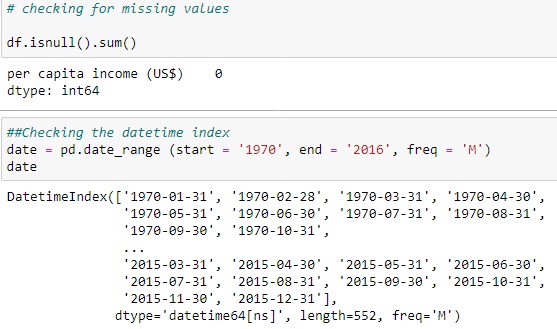 # checking for missing values
df.isnull().sum()
per capita income (US$)    0
dtype: int64
##Checking the datetime index
date = pd.date_range (start = '1970', end = '2016', freq = 'M')
date
DatetimeIndex(['1970-01-31', '1970-02-28', '1970-03-31', '1970-04-30',
'1970-05-31', '1970-06-30', '1970-07-31', '1970-08-31',
'1970-09-30', '1970-10-31',
...
'2015-03-31', '2015-04-30', '2015-05-31', '2015-06-30',
'2015-07-31', '2015-08-31', '2015-09-30', '2015-10-31',
'2015-11-30', '2015-12-31'],
dtype='datetime64[ns]', length=552, freq='M')